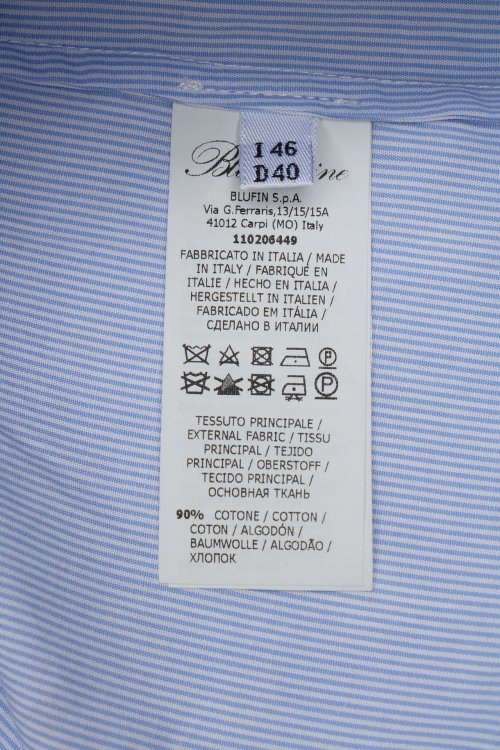 I 46
D 40
BLUFIN S.p.A.
Via G.Ferraris,13/15/15A
41012 Carpi (MO) Italy
110206449
FABBRICATO IN ITALIA / MADE
IN ITALY / FABRIQUÉ EN
ITALIE / HECHO EN ITALIA /
HERGESTELLT IN ITALIEN /
FABRICADO EM ITÁLIA /
СДЕЛАНО В ИТАЛИИ
TESSUTO PRINCIPALE /
EXTERNAL FABRIC / TISSU
PRINCIPAL / TEJIDO
PRINCIPAL / OBERSTOFF /
TECIDO PRINCIPAL /
ОСНОВНАЯ ТКАНЬ
90% COTONE / COTTON /
COTON / ALGODÓN /
BAUMWOLLE / ALGODÃO /
ХЛОПОК